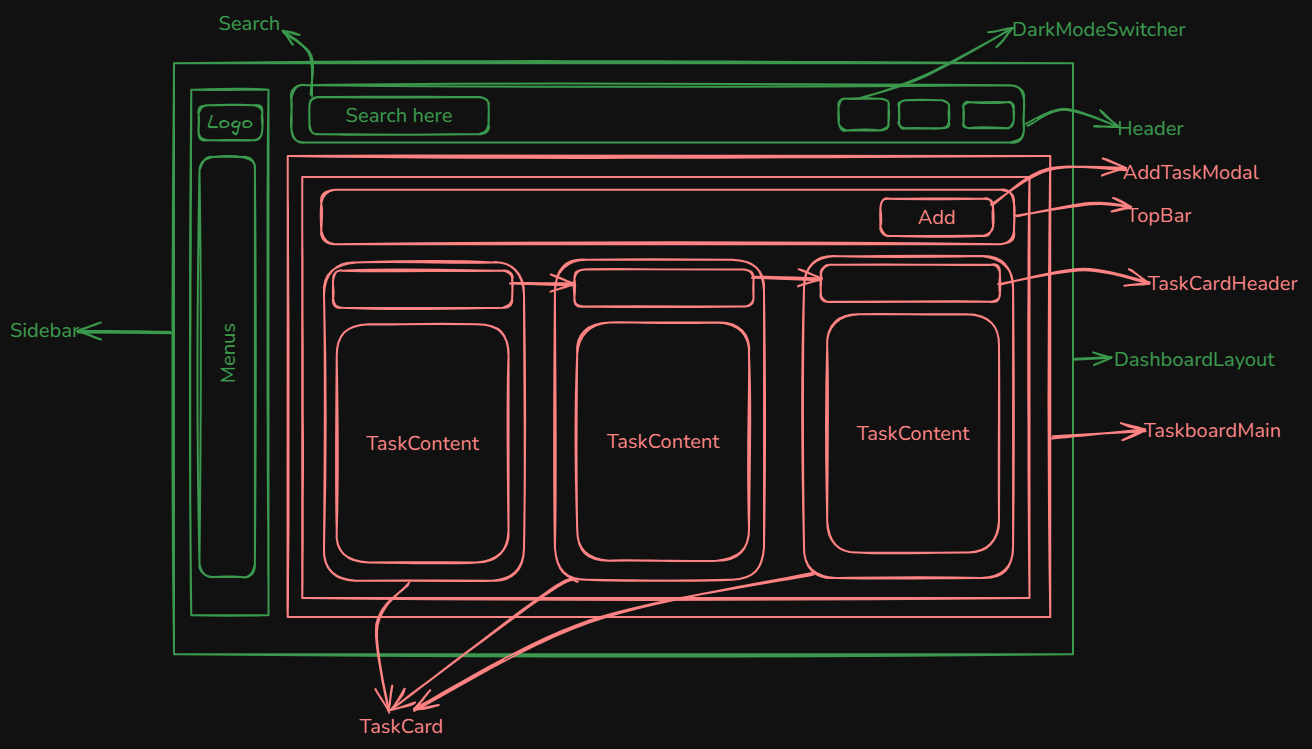 Search
DarkModeSwitcher
Logo
Search here
Header
AddTaskModal
Add
TopBar
TaskCardHeader
Sidebar
Menus
DashboardLayout
TaskContent
TaskContent
TaskContent
TaskboardMain
TaskCard